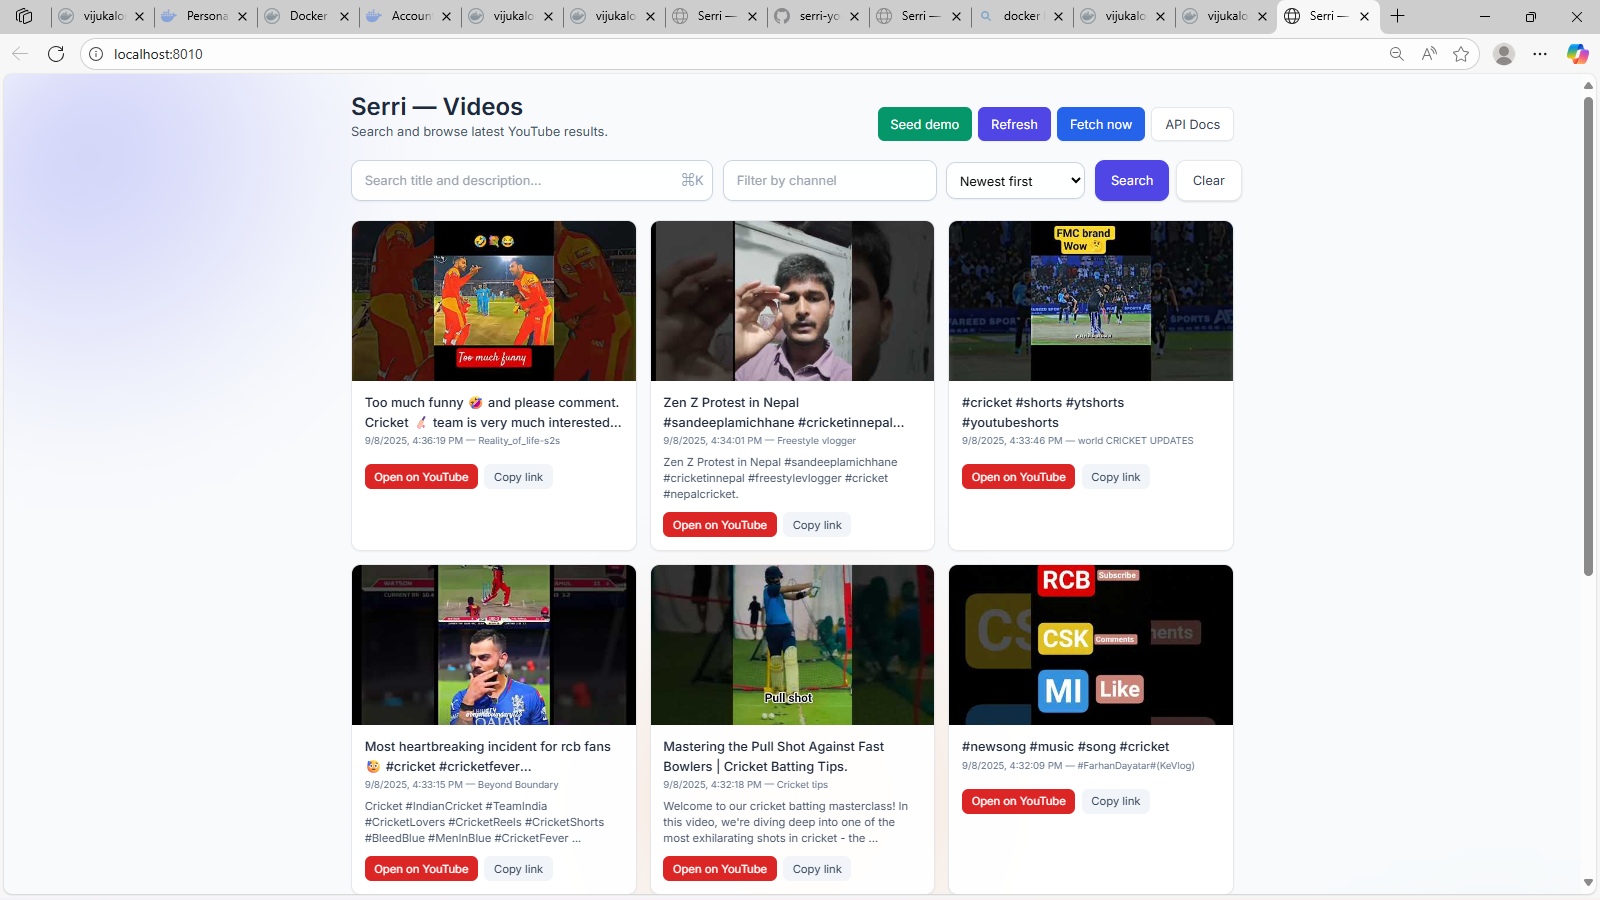 vijukalo
Persona
Docker
Accoun
vijukalo
vijukalo
Serri —
serri-yo
Serri —
docker
vijukalo
vijukalo
Serri —
localhost:8010
Serri — Videos
Search and browse latest YouTube results.
Seed demo
Refresh
Fetch now
API Docs
Search title and description...
⌘K
Filter by channel
Newest first
Search
Clear
🤣💐😂
Too much funny
FMC brand
Wow 🤔
Too much funny 🤣 and please comment.
Cricket 🏏 team is very much interested...
9/8/2025, 4:36:19 PM — Reality_of_life-s2s
Open on YouTube
Copy link
Zen Z Protest in Nepal
#sandeeplamichhane #cricketinnepal...
9/8/2025, 4:34:01 PM — Freestyle vlogger
Zen Z Protest in Nepal #sandeeplamichhane
#cricketinnepal #freestylevlogger #cricket
#nepalcricket.
Open on YouTube
Copy link
#cricket #shorts #ytshorts
#youtubeshorts
9/8/2025, 4:33:46 PM — world CRICKET UPDATES
Open on YouTube
Copy link
WATSON
QATAR
Pull shot
RCB
Subscribe
CSK
Comments
MI
Like
Most heartbreaking incident for rcb fans
🥵 #cricket #cricketfever...
9/8/2025, 4:33:15 PM — Beyond Boundary
Cricket #IndianCricket #TeamIndia
#CricketLovers #CricketReels #CricketShorts
#BleedBlue #MenInBlue #CricketFever ...
Open on YouTube
Copy link
Mastering the Pull Shot Against Fast
Bowlers | Cricket Batting Tips.
9/8/2025, 4:32:18 PM — Cricket tips
Welcome to our cricket batting masterclass! In
this video, we're diving deep into one of the
most exhilarating shots in cricket - the ...
Open on YouTube
Copy link
#newsong #music #song #cricket
9/8/2025, 4:32:09 PM — #FarhanDayatar#(KeVlog)
Open on YouTube
Copy link